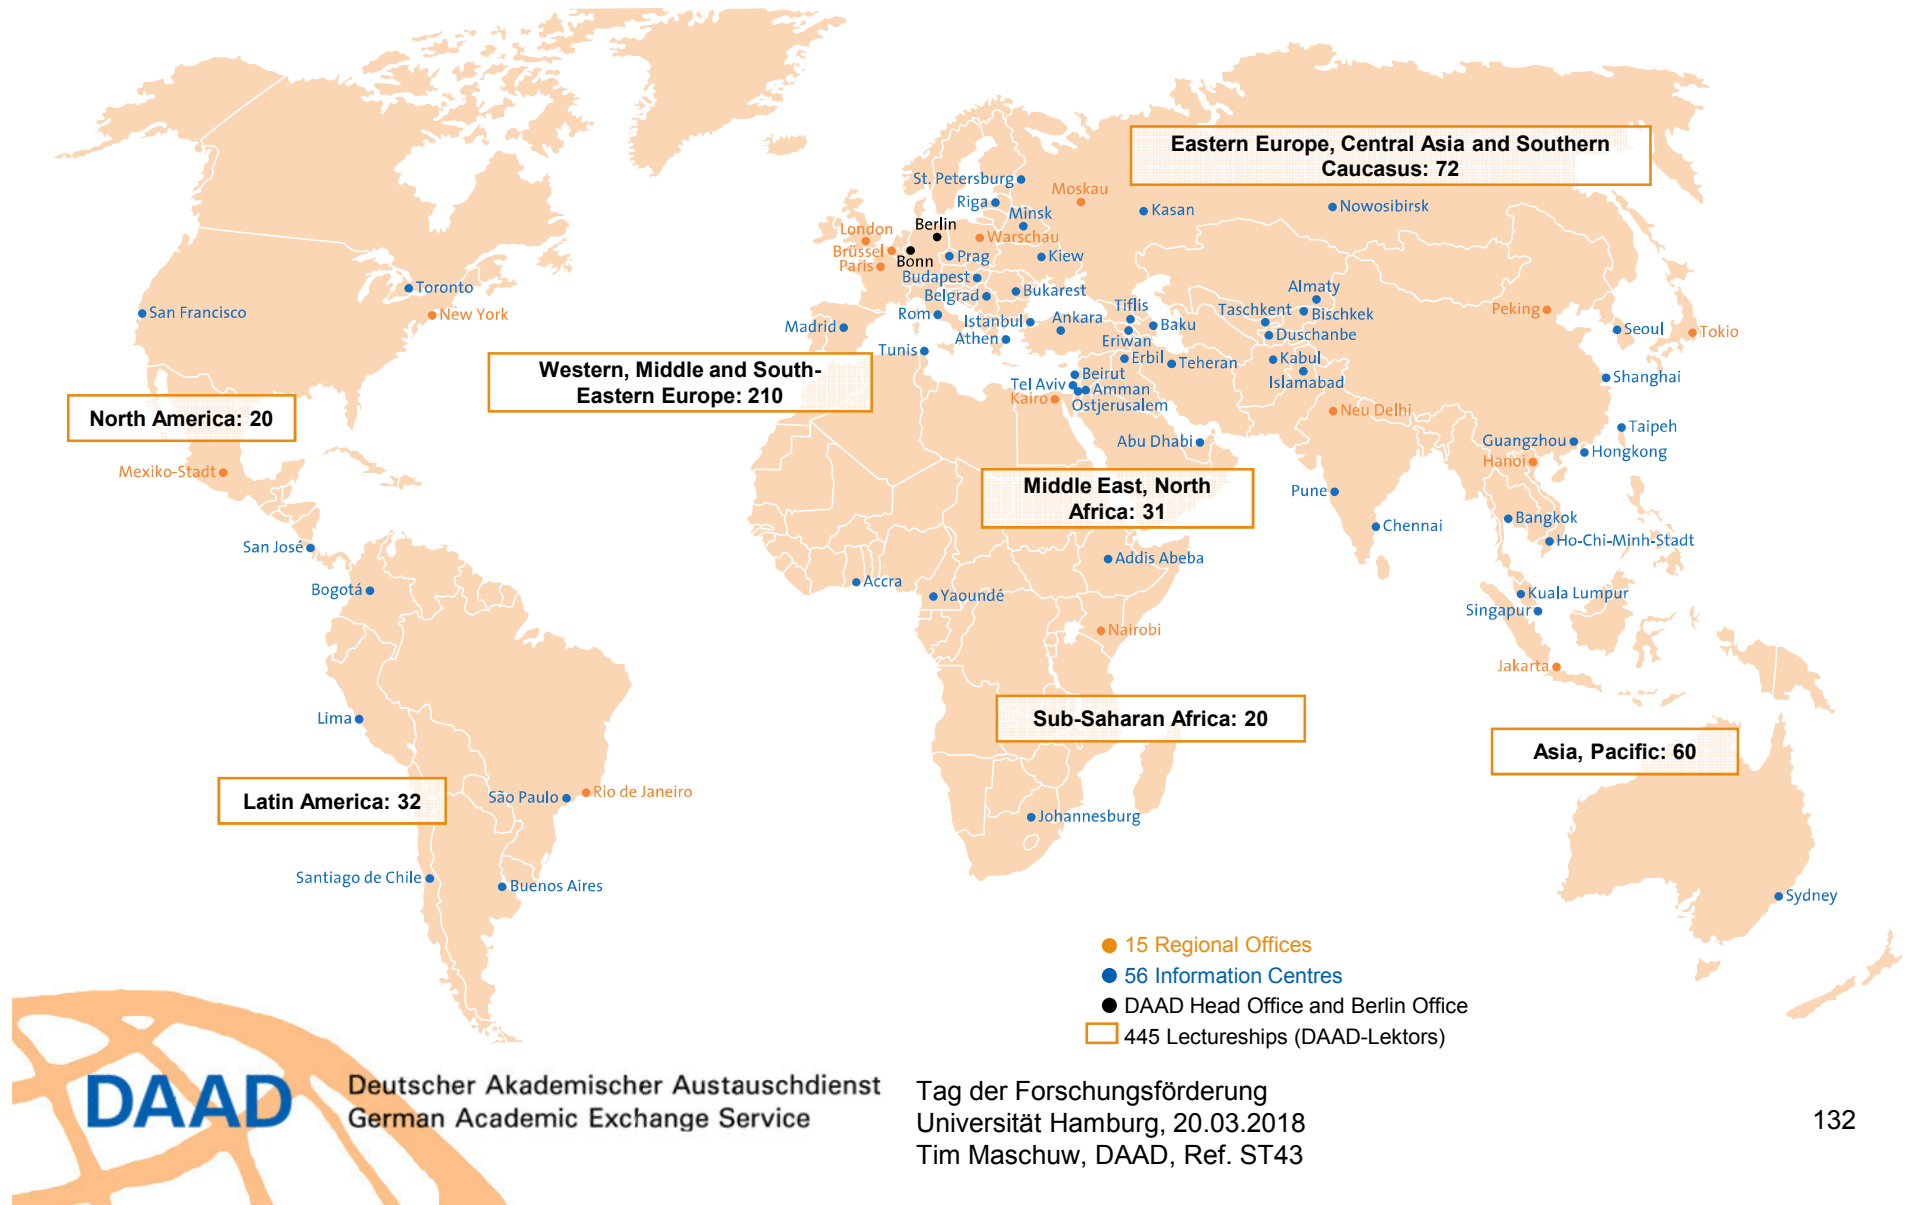 Eastern Europe, Central Asia and Southern
Caucasus: 72
St. Petersburg
Moskau
Riga
Kasan
Nowosibirsk
Minsk
Berlin
London
Warschau
Brüssel
Bonn
Prag
Kiew
Paris
Budapest
Toronto
Belgrad
Bukarest
Almaty
San Francisco
New York
Rom
Istanbul
Ankara
Tiflis
Baku
Taschkent
Bischkek
Peking
Madrid
Athen
Eriwan
Duschanbe
Seoul
Tokio
Tunis
Erbil
Teheran
Kabul
Western, Middle and South-
Eastern Europe: 210
Beirut
Tel Aviv
Amman
Islamabad
Shanghai
Kairo
Ostjerusalem
North America: 20
Neu Delhi
Taipeh
Abu Dhabi
Guangzhou
Hongkong
Mexiko-Stadt
Hanoi
Middle East, North
Africa: 31
Pune
Bangkok
Chennai
San José
Ho-Chi-Minh-Stadt
Addis Abeba
Bogotá
Accra
Yaoundé
Kuala Lumpur
Singapur
Nairobi
Jakarta
Lima
Sub-Saharan Africa: 20
Asia, Pacific: 60
Latin America: 32
São Paulo
Rio de Janeiro
Johannesburg
Santiago de Chile
Buenos Aires
Sydney
15 Regional Offices
56 Information Centres
DAAD Head Office and Berlin Office
445 Lectureships (DAAD-Lektors)
DAAD
Deutscher Akademischer Austauschdienst
German Academic Exchange Service
Tag der Forschungsförderung
Universität Hamburg, 20.03.2018
Tim Maschuw, DAAD, Ref. ST43
132